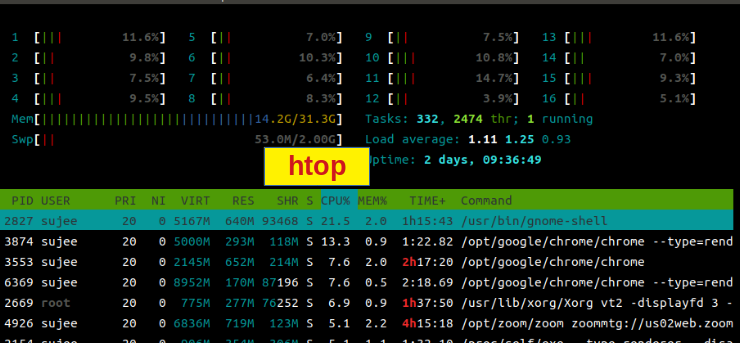 1 [||| 11.6%] 5 [|| 7.0%] 9 [|| 7.5%] 13 [||| 11.6%]
2 [|| 9.8%] 6 [|| 10.3%] 10 [||| 10.8%] 14 [|| 7.0%]
3 [|| 7.5%] 7 [|| 6.4%] 11 [||| 14.7%] 15 [||| 9.3%]
4 [||| 9.5%] 8 [|| 8.3%] 12 [|| 3.9%] 16 [|| 5.1%]
Mem[||||||||||||||||||||||||||||||14.2G/31.3G] Tasks: 332, 2474 thr; 1 running
Swp[|| 53.0M/2.00G] Load average: 1.11 1.25 0.93
htop
Uptime: 2 days, 09:36:49
PID USER PRI NI VIRT RES SHR S CPU% MEM% TIME+ Command
2827 sujee 20 0 5167M 640M 93468 S 21.5 2.0 1h15:43 /usr/bin/gnome-shell
3874 sujee 20 0 5000M 293M 118M S 13.3 0.9 1:22.82 /opt/google/chrome/chrome --type=rend
3553 sujee 20 0 2145M 652M 214M S 7.6 2.0 2h17:20 /opt/google/chrome/chrome
6369 sujee 20 0 8952M 170M 87196 S 7.6 0.5 2:18.69 /opt/google/chrome/chrome --type=rend
2669 root 20 0 775M 277M 76252 S 6.9 0.9 1h37:50 /usr/lib/xorg/Xorg vt2 -displayfd 3 -
4926 sujee 20 0 6836M 719M 123M S 5.1 2.2 4h15:18 /opt/zoom/zoom zoommtg://us02web.zoom